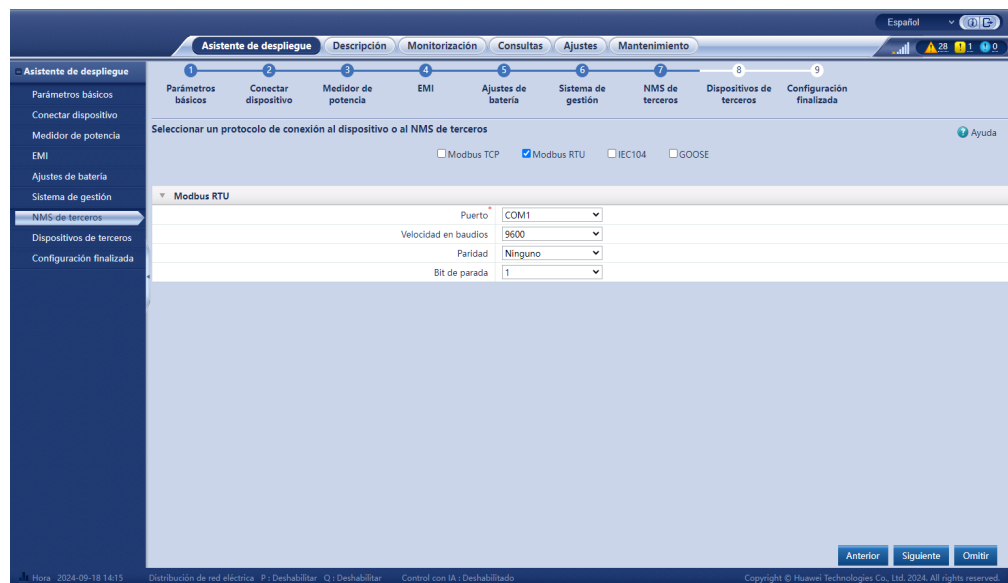 Español
Asistente de despliegue Descripción Monitorización Consultas Ajustes Mantenimiento
28 1 0
Asistente de despliegue
Parámetros básicos
Conectar dispositivo
Medidor de potencia
EMI
Ajustes de batería
Sistema de gestión
NMS de terceros
Dispositivos de terceros
Configuración finalizada
1 2 3 4 5 6 7 8 9
Parámetros básicos
Conectar dispositivo
Medidor de potencia
EMI
Ajustes de batería
Sistema de gestión
NMS de terceros
Dispositivos de terceros
Configuración finalizada
Seleccionar un protocolo de conexión al dispositivo o al NMS de terceros
Ayuda
Modbus TCP Modbus RTU IEC104 GOOSE
Modbus RTU
Puerto* COM1
Velocidad en baudios 9600
Paridad Ninguno
Bit de parada 1
Anterior Siguiente Omitir
Hora 2024-09-18 14:15 Distribución de red eléctrica P : Deshabilitar Q : Deshabilitar Control con IA : Deshabilitado Copyright © Huawei Technologies Co., Ltd. 2024. All rights reserved.